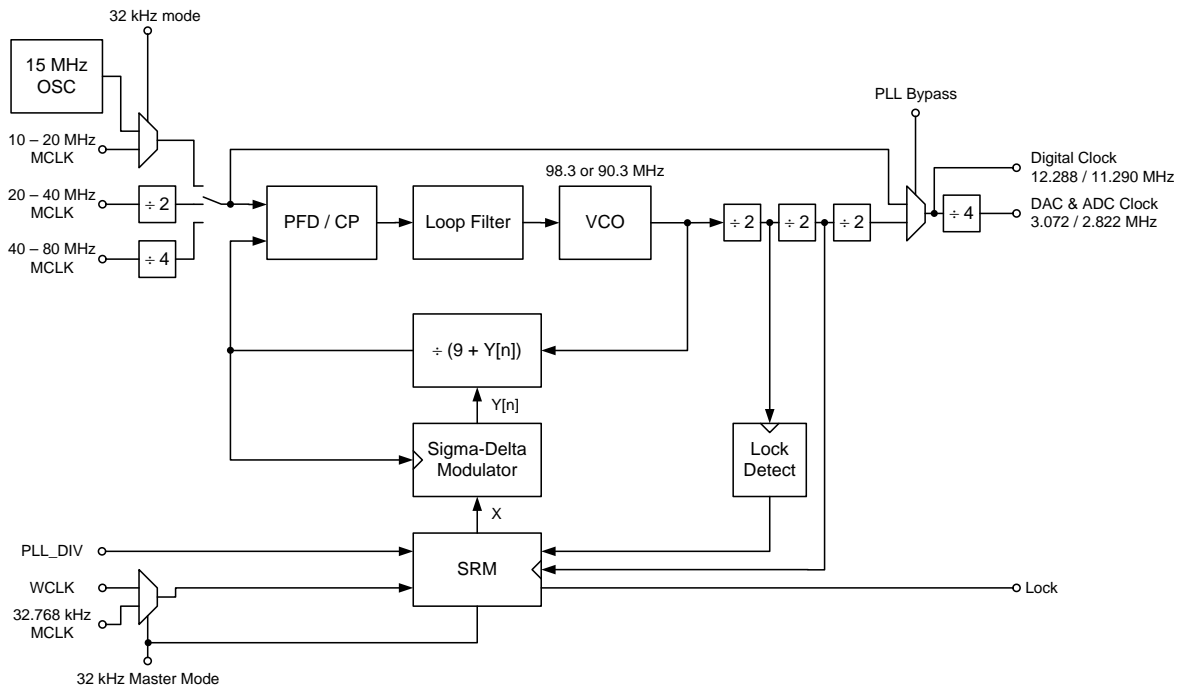 32 kHz mode
15 MHz
OSC
PLL Bypass
10 – 20 MHz
MCLK
Digital Clock
12.288 / 11.290 MHz
98.3 or 90.3 MHz
20 – 40 MHz
MCLK
÷ 2
PFD / CP
Loop Filter
VCO
÷ 2
÷ 2
÷ 2
÷ 4
DAC & ADC Clock
3.072 / 2.822 MHz
40 – 80 MHz
MCLK
÷ 4
÷ (9 + Y[n])
Y[n]
Sigma-Delta
Modulator
Lock
Detect
X
PLL_DIV
SRM
WCLK
Lock
32.768 kHz
MCLK
32 kHz Master Mode